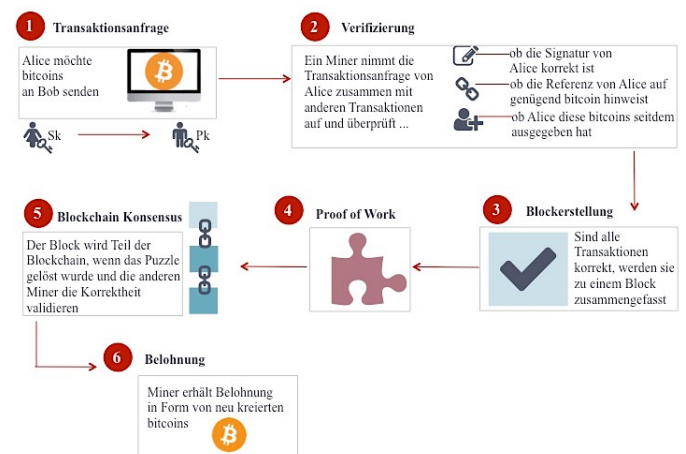 1 Transaktionsanfrage
Alice möchte
bitcoins
an Bob senden
Sk
Pk
2 Verifizierung
Ein Miner nimmt die
Transaktionsanfrage von
Alice zusammen mit
anderen Transaktionen
auf und überprüft ...
ob die Signatur von
Alice korrekt ist
ob die Referenz von Alice auf
genügend bitcoin hinweist
ob Alice diese bitcoins seitdem
ausgegeben hat
3 Blockerstellung
Sind alle
Transaktionen
korrekt, werden sie
zu einem Block
zusammengefasst
4 Proof of Work
5 Blockchain Konsensus
Der Block wird Teil der
Blockchain, wenn das Puzzle
gelöst wurde und die anderen
Miner die Korrektheit
validieren
6 Belohnung
Miner erhält Belohnung
in Form von neu kreierten
bitcoins